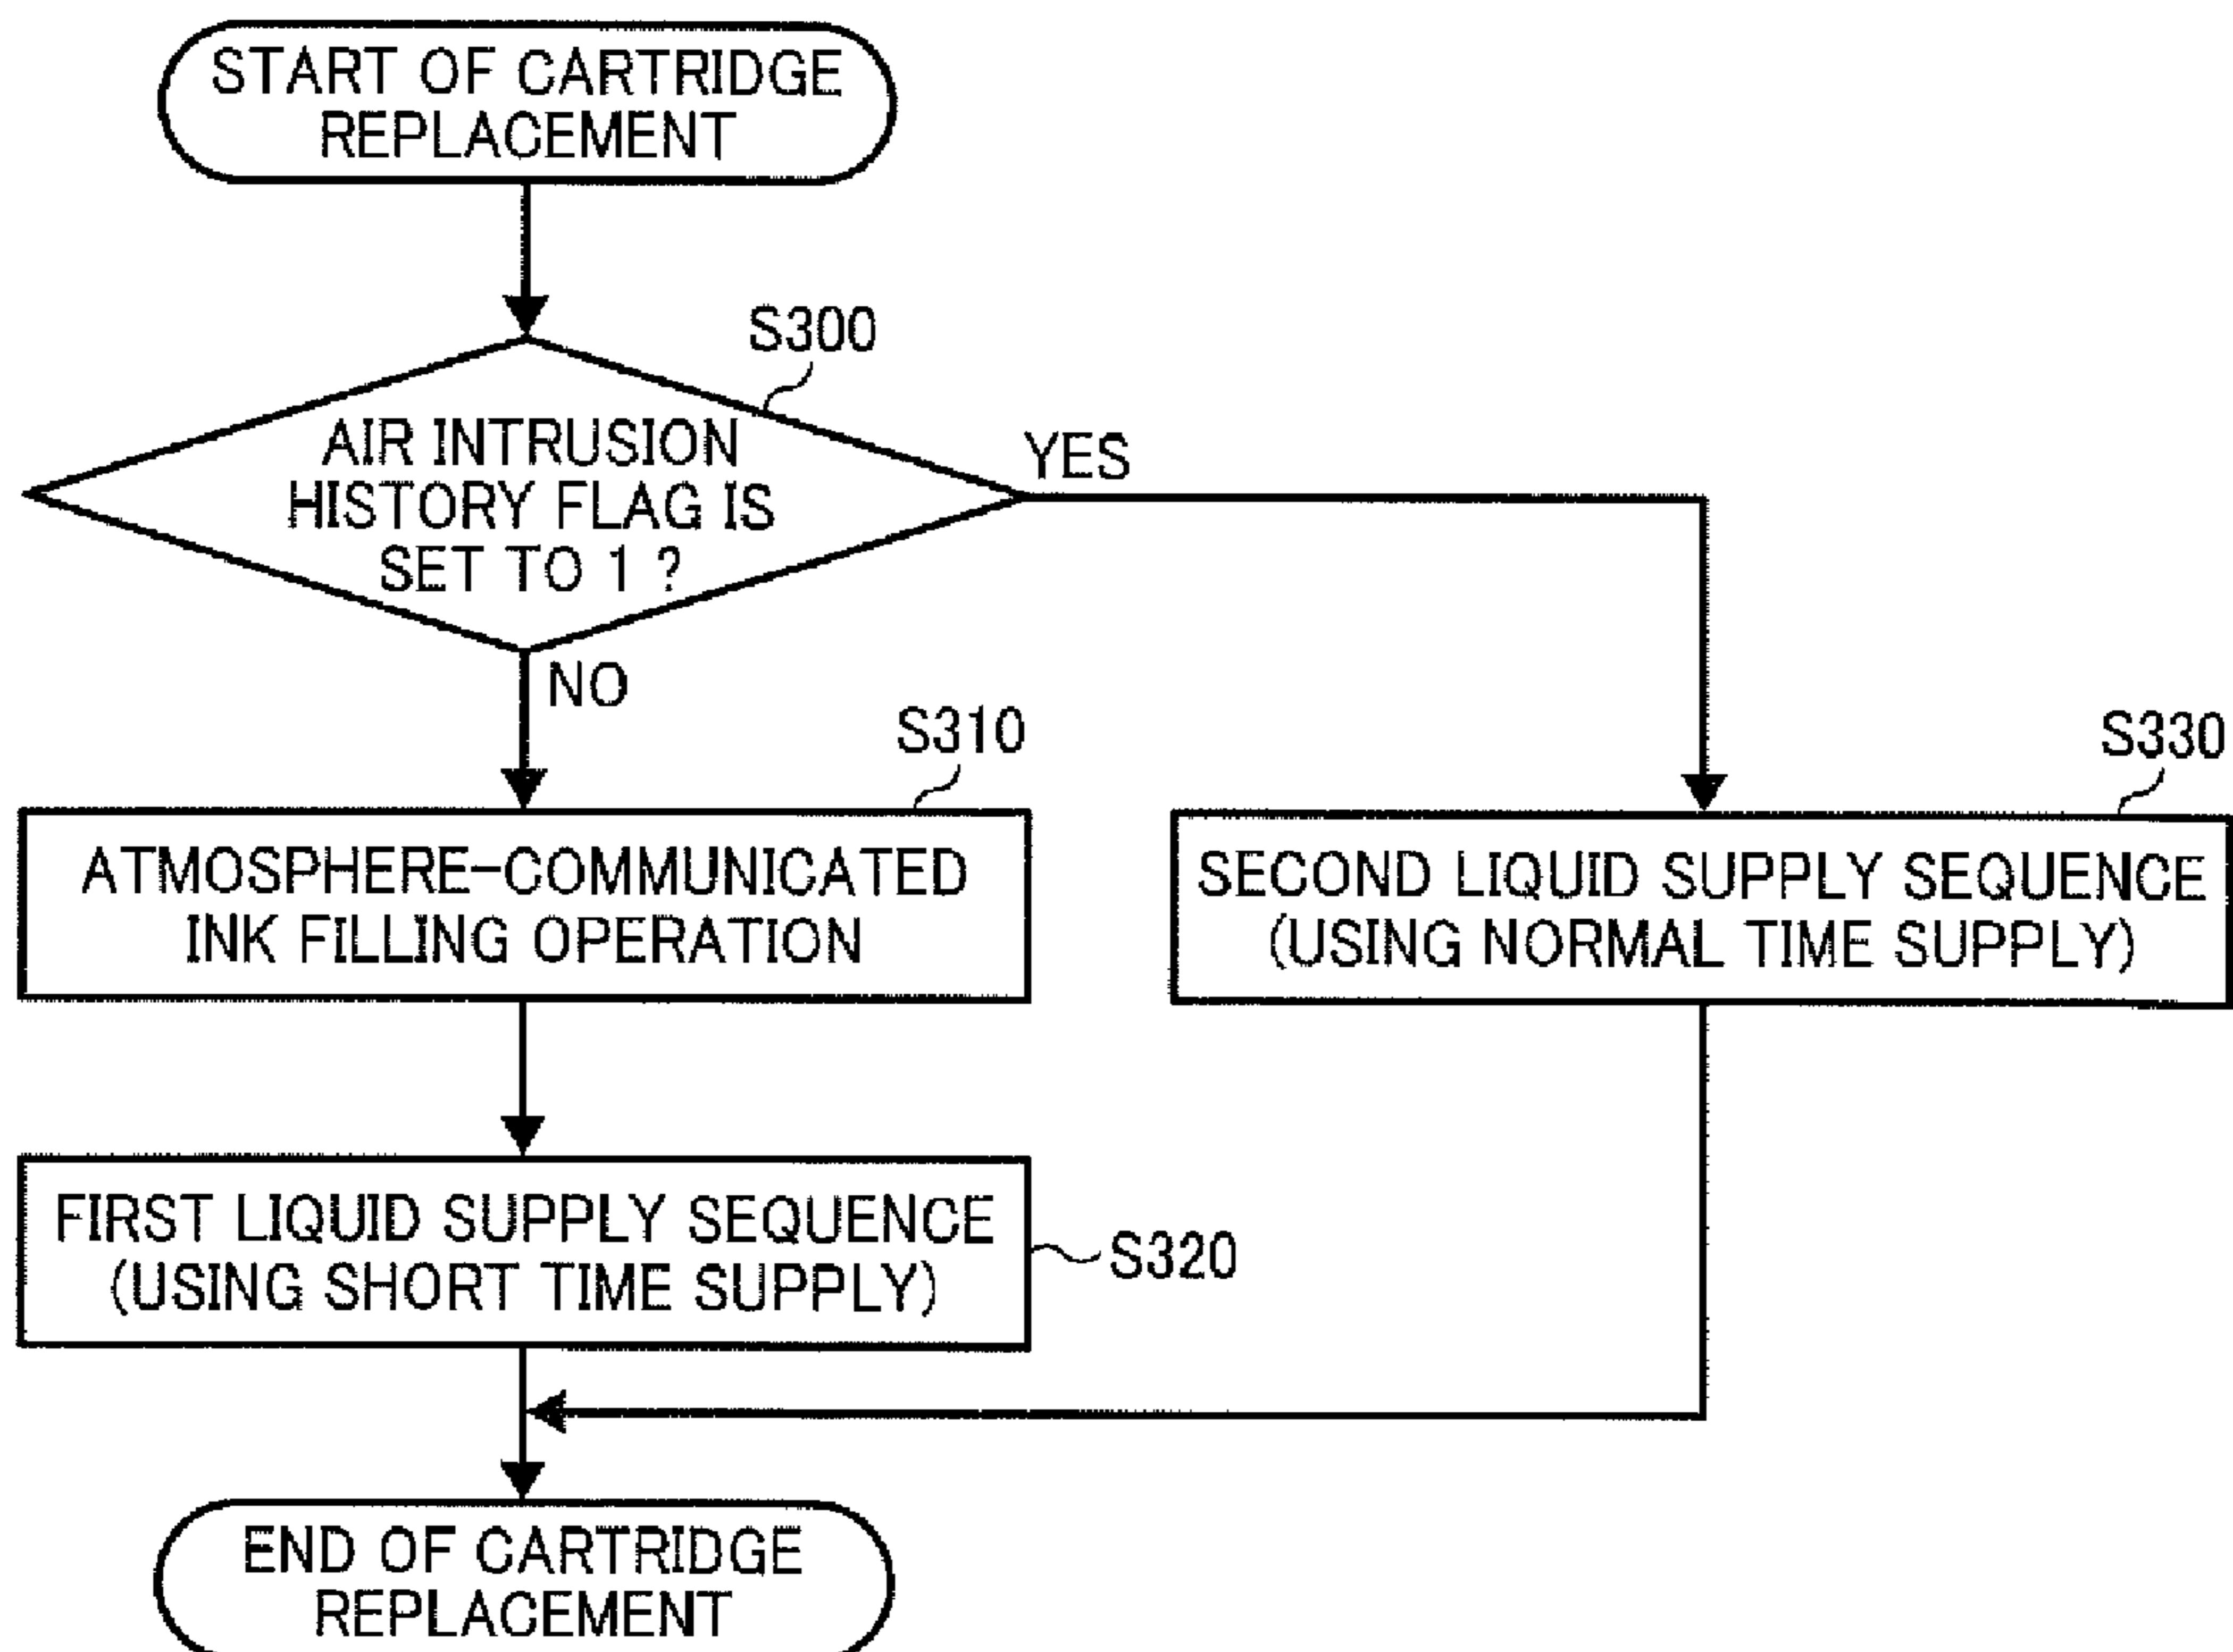 START OF CARTRIDGE
REPLACEMENT
S300
AIR INTRUSION
HISTORY FLAG IS
SET TO 1 ?
YES
NO
S310
ATMOSPHERE-COMMUNICATED
INK FILLING OPERATION
S330
SECOND LIQUID SUPPLY SEQUENCE
(USING NORMAL TIME SUPPLY)
FIRST LIQUID SUPPLY SEQUENCE
(USING SHORT TIME SUPPLY)
S320
END OF CARTRIDGE
REPLACEMENT